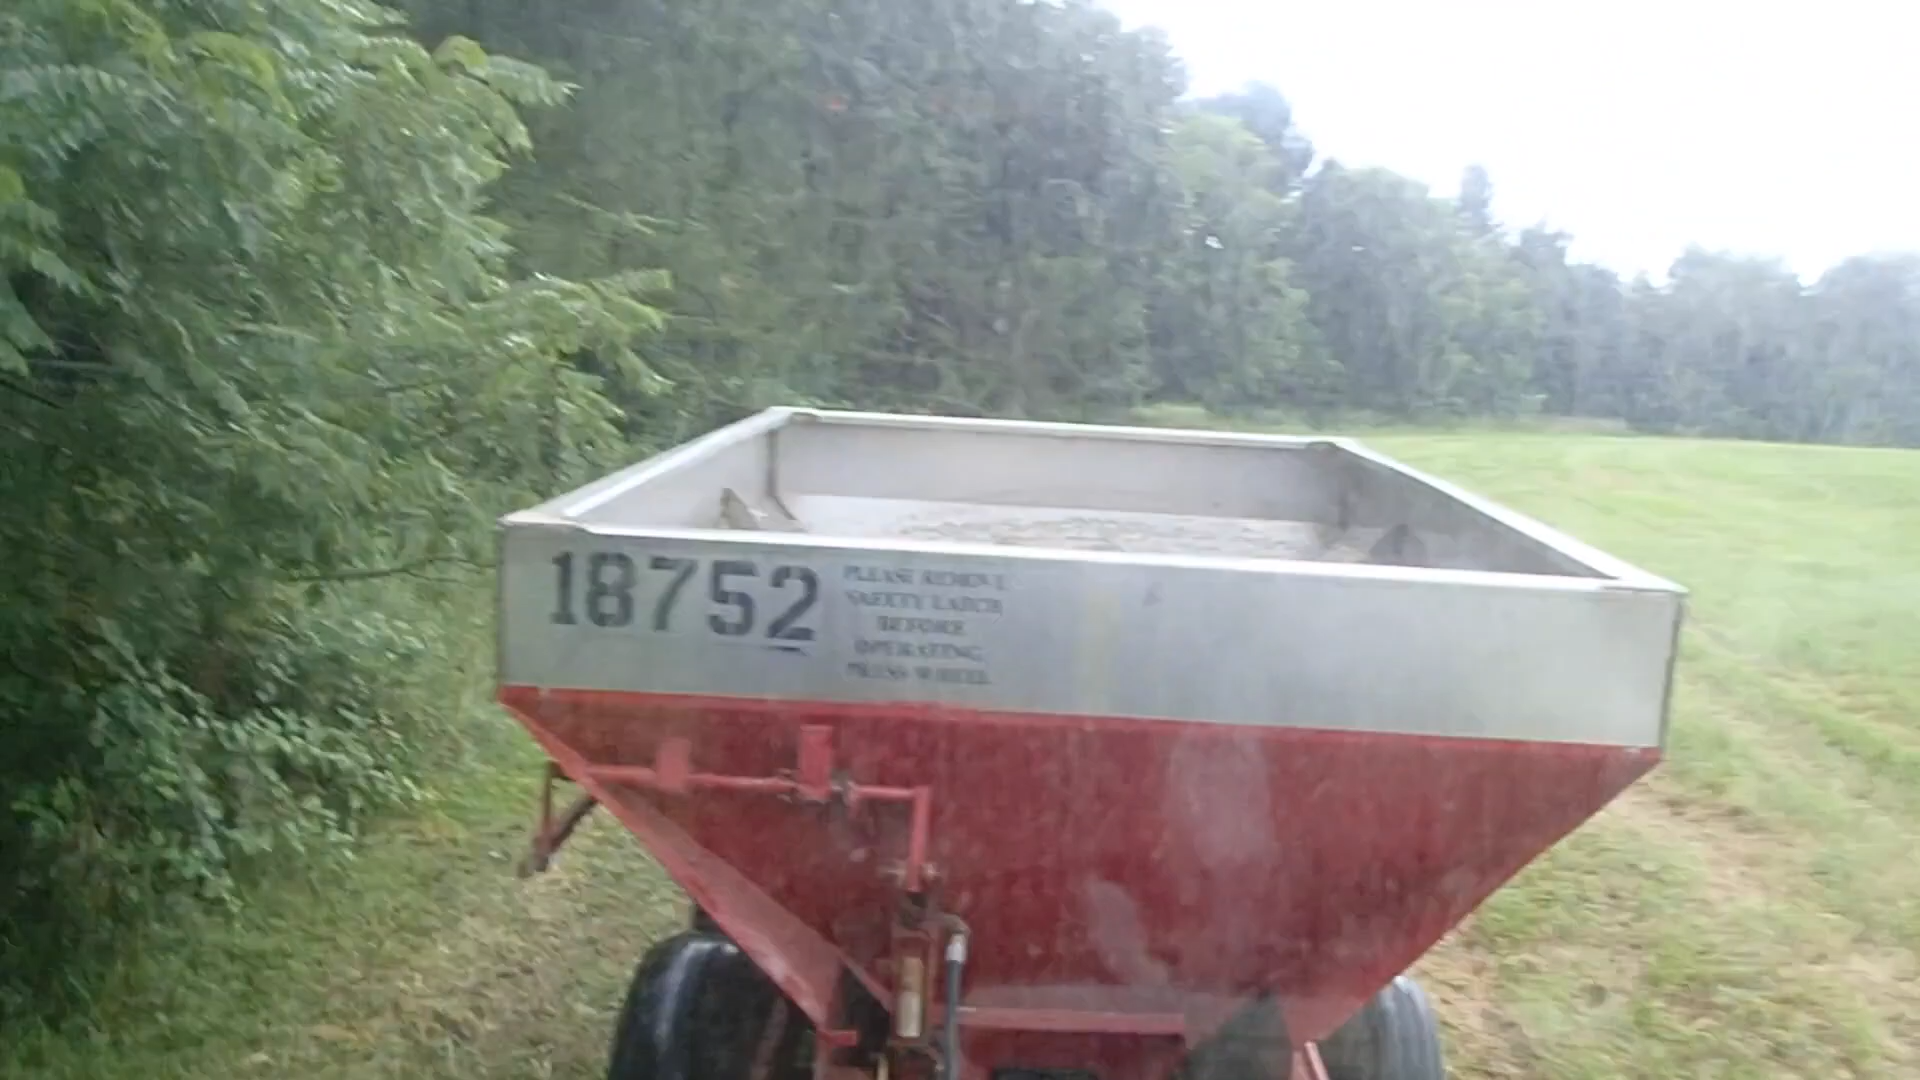 18752
PLEASE REMOVE
SAFETY LATCH
BEFORE
OPERATING
PRESS WHEEL